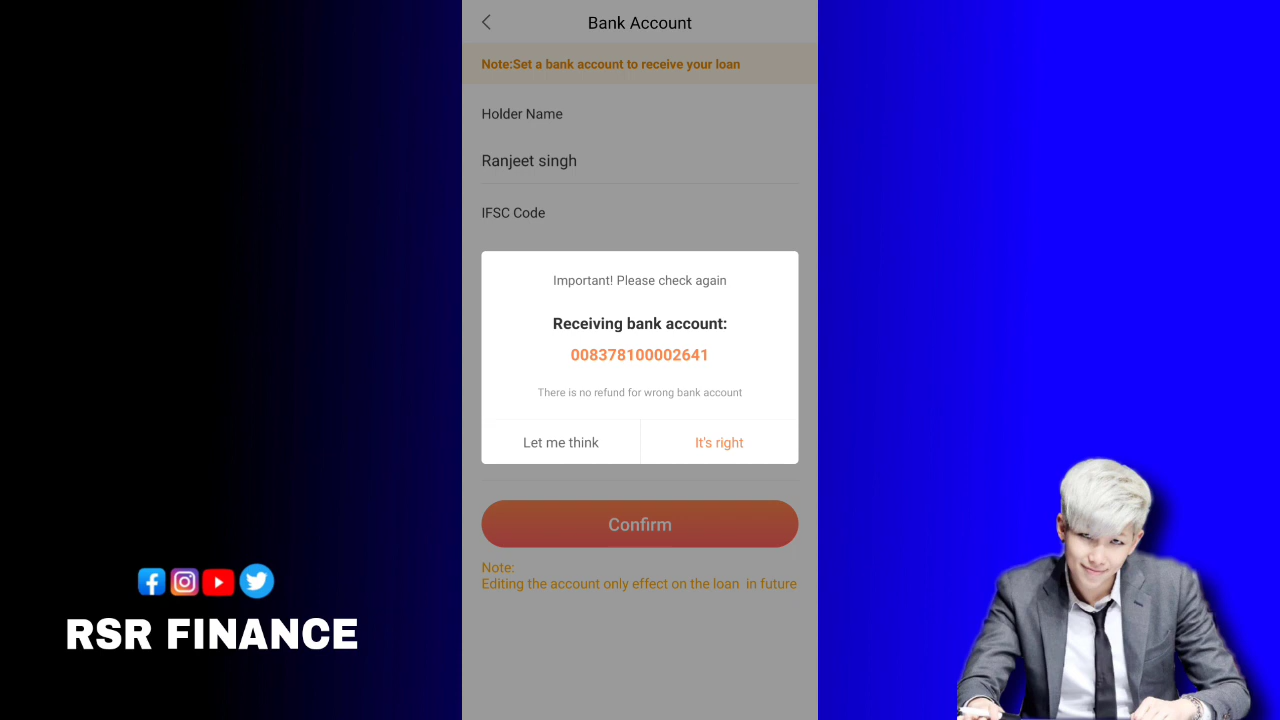 Bank Account
Note:Set a bank account to receive your loan
Holder Name
Ranjeet singh
IFSC Code
Important! Please check again
Receiving bank account:
008378100002641
There is no refund for wrong bank account
Let me think
It's right
Confirm
Note:
Editing the account only effect on the loan in future
RSR FINANCE